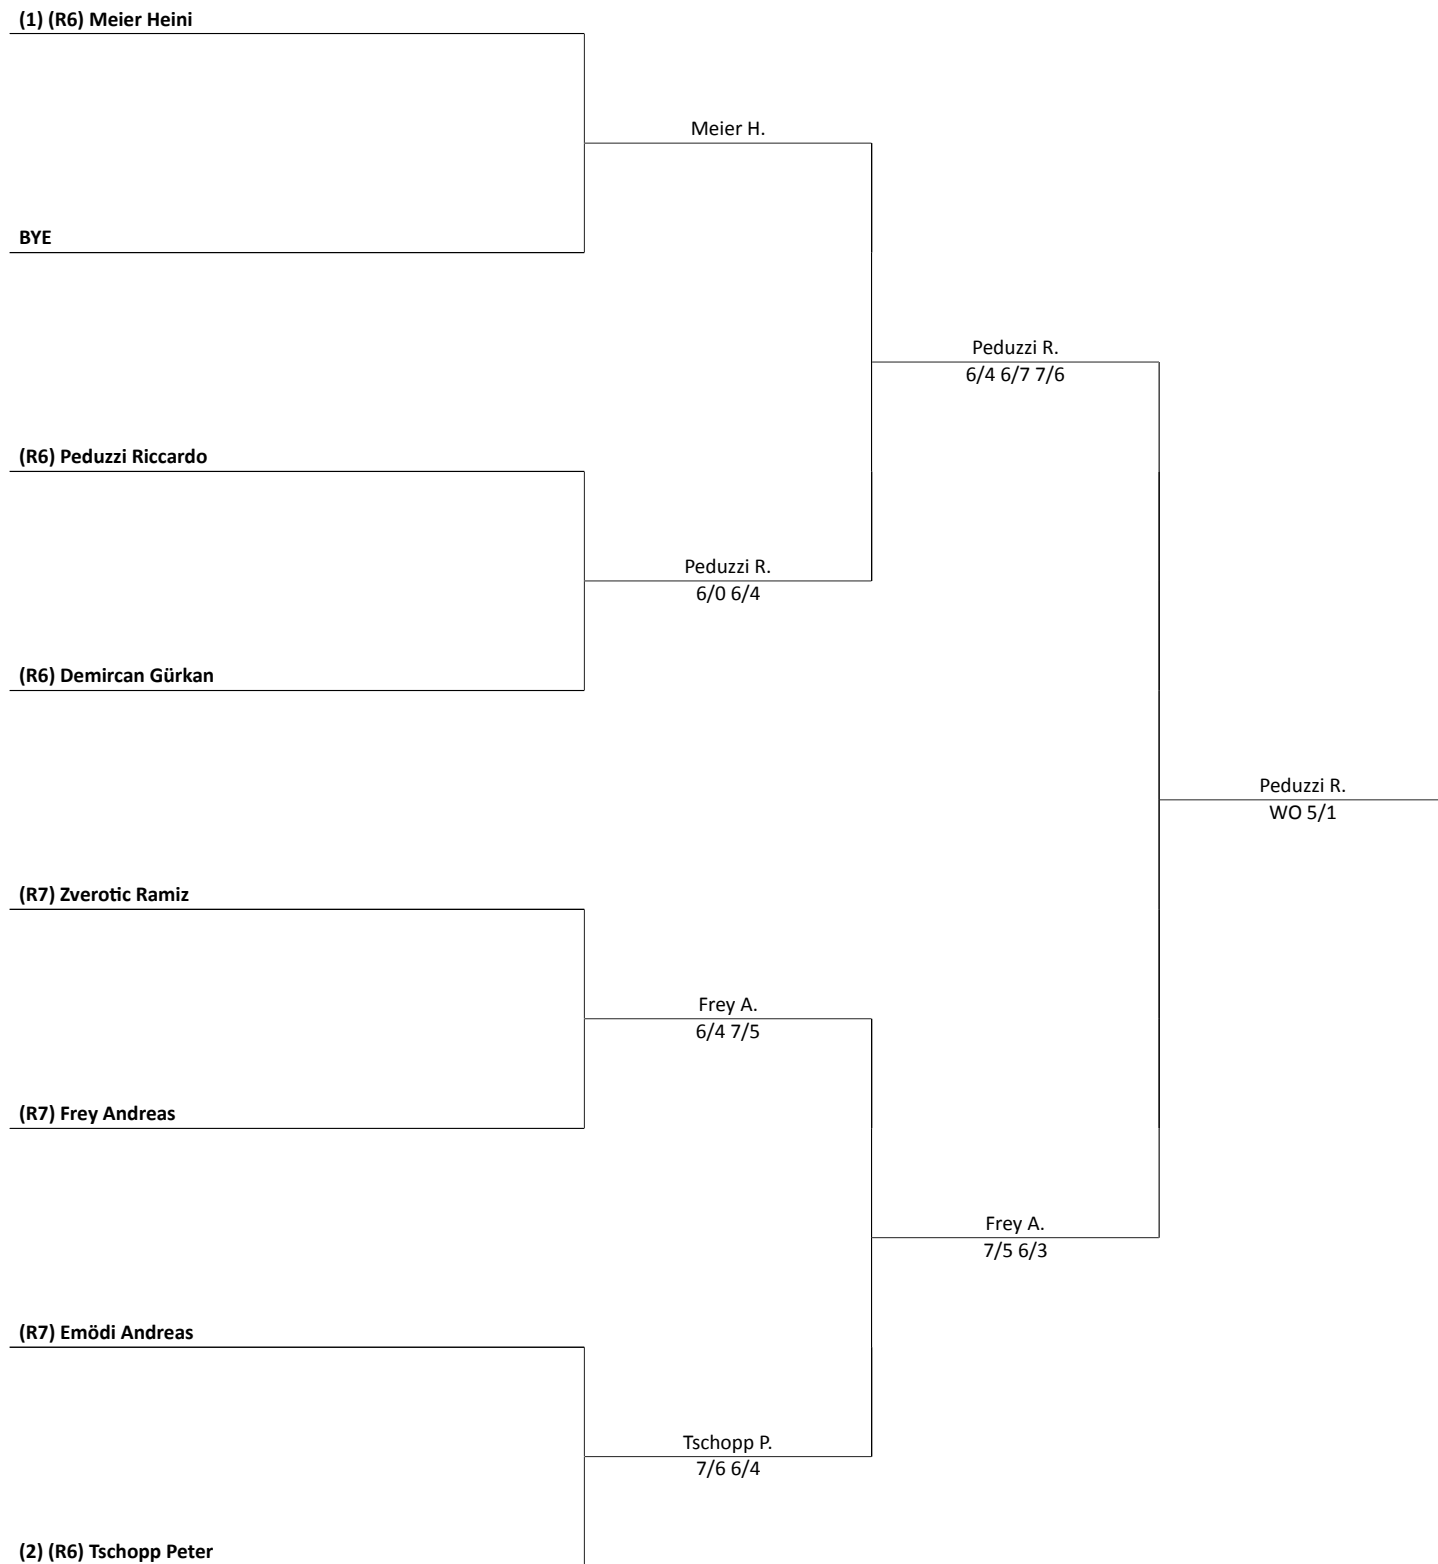 (1) (R6) Meier Heini
Meier H.
BYE
Peduzzi R.
6/4 6/7 7/6
(R6) Peduzzi Riccardo
Peduzzi R.
6/0 6/4
(R6) Demircan Gürkan
Peduzzi R.
WO 5/1
(R7) Zverotic Ramiz
Frey A.
6/4 7/5
(R7) Frey Andreas
Frey A.
7/5 6/3
(R7) Emödi Andreas
Tschopp P.
7/6 6/4
(2) (R6) Tschopp Peter